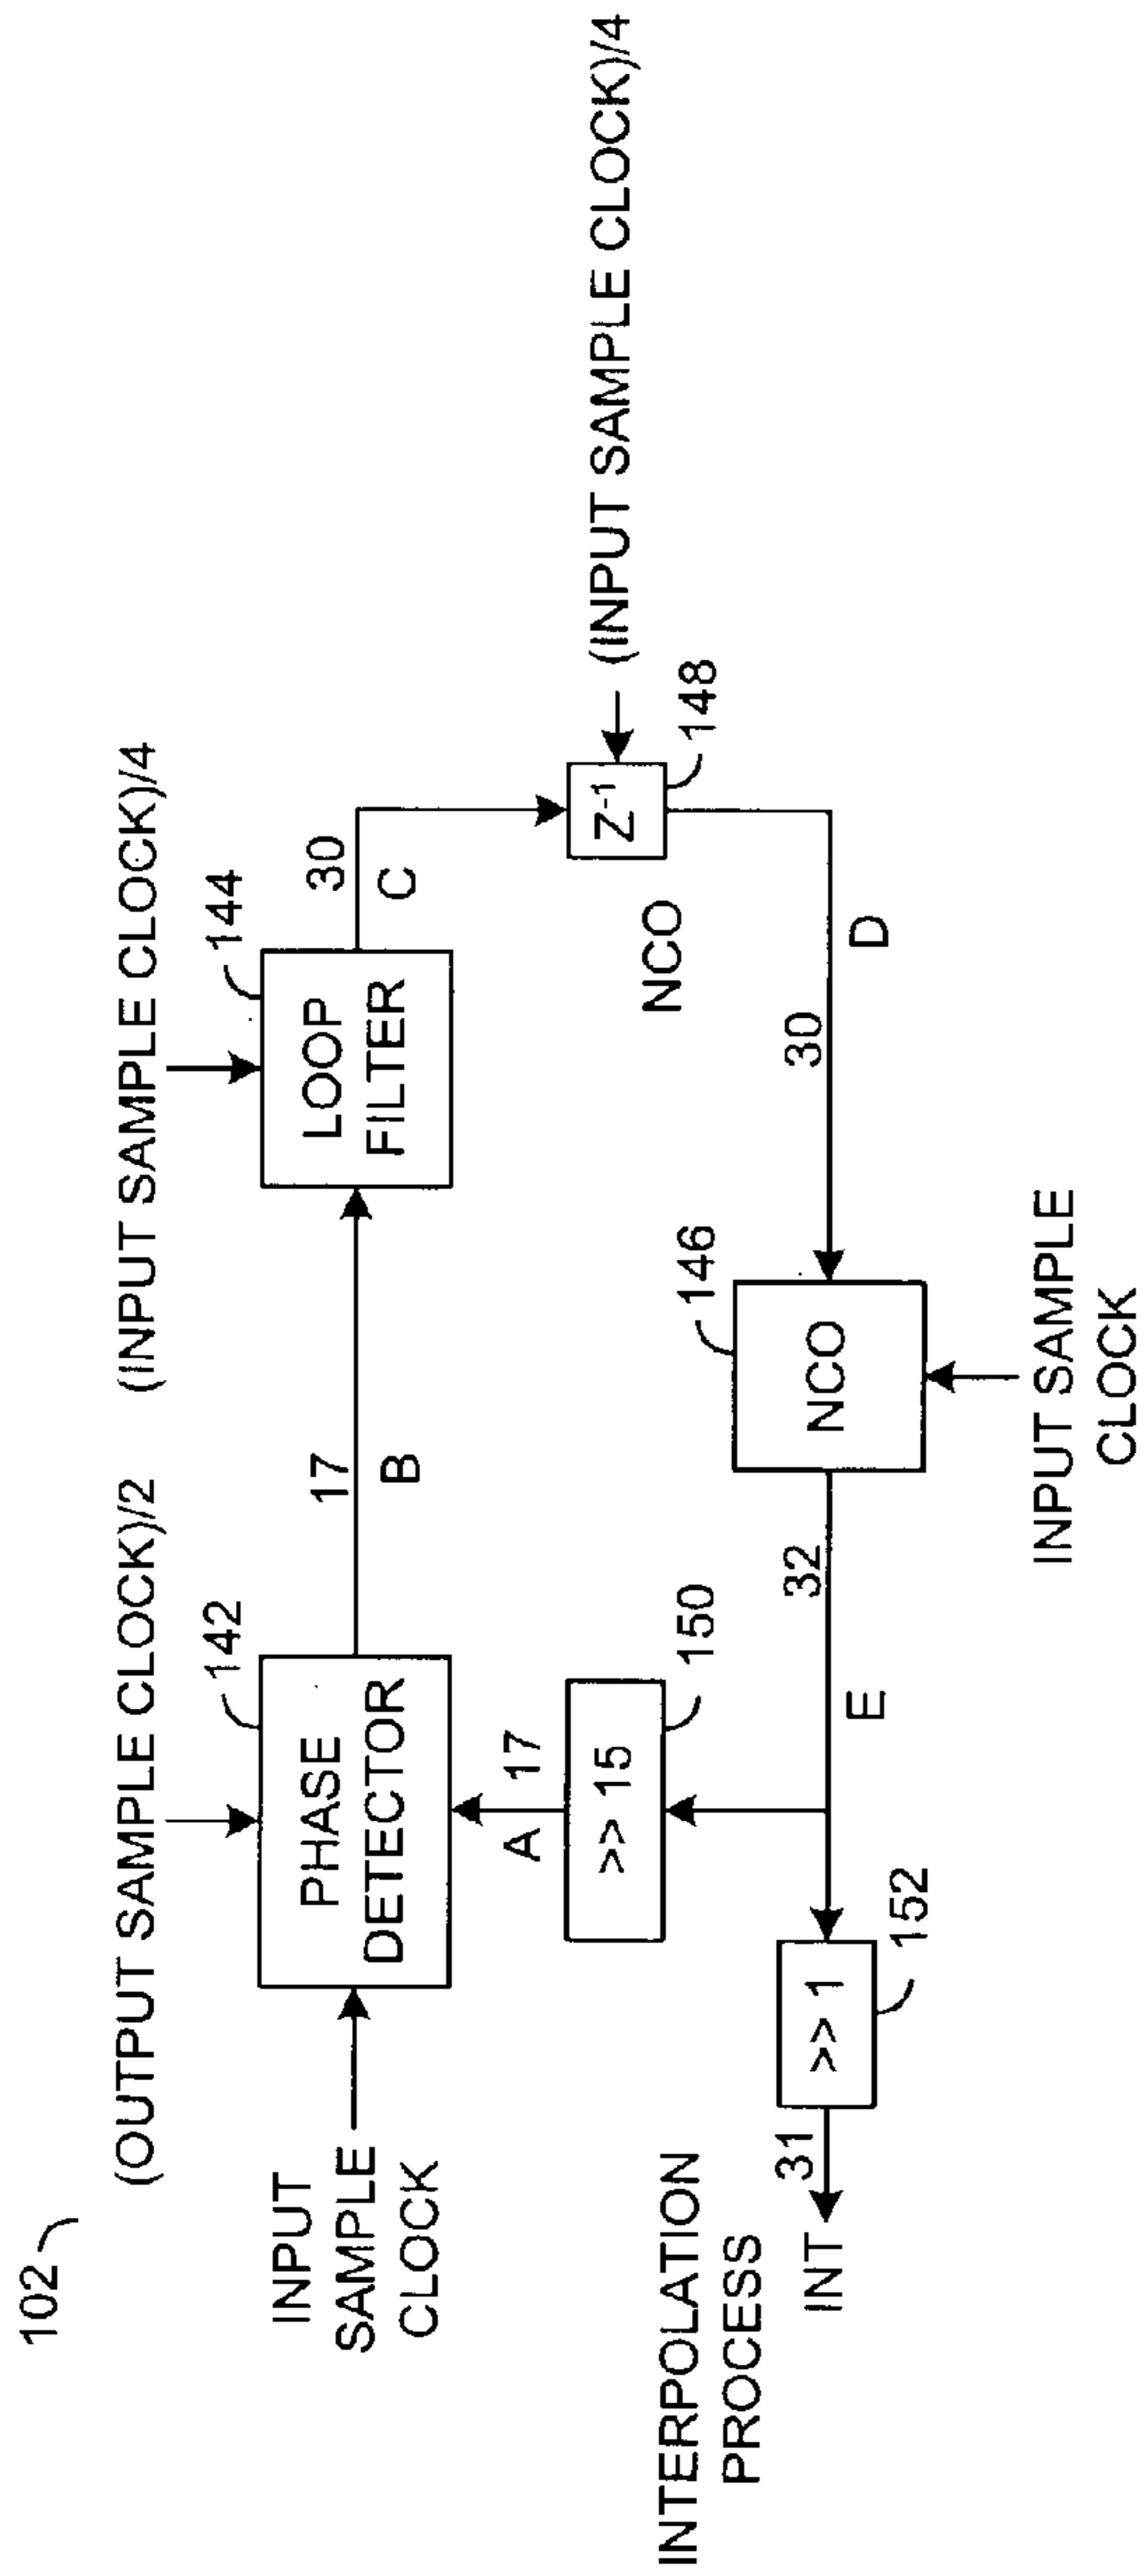 102
(OUTPUT SAMPLE CLOCK)/2
(INPUT SAMPLE CLOCK)/4
142
144
INPUT
SAMPLE
CLOCK
PHASE
DETECTOR
17
B
LOOP
FILTER
30
C
A
17
>> 15
150
NCO
Z-1
148
(INPUT SAMPLE CLOCK)/4
INTERPOLATION
PROCESS
INT
31
>> 1
152
E
32
146
NCO
30
D
INPUT SAMPLE
CLOCK